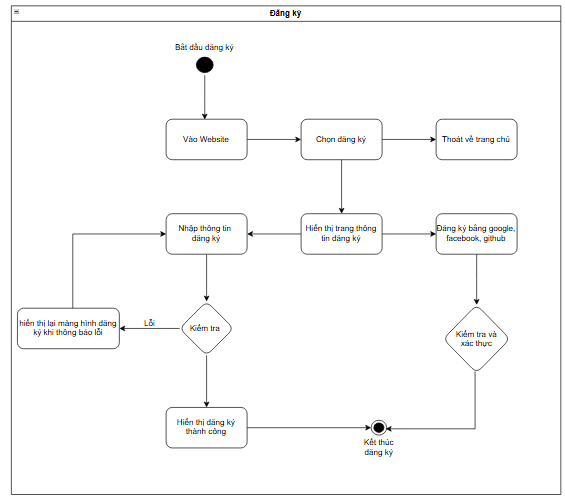 Đăng ký
Bắt đầu đăng ký
Vào Website
Chọn đăng ký
Thoát về trang chủ
Nhập thông tin
đăng ký
Hiển thị trang thông
tin đăng ký
Đăng ký bằng google,
facebook, github
hiển thị lại màng hình đăng
ký khi thông báo lỗi
Lỗi
Kiểm tra
Kiểm tra và
xác thực
Hiển thị đăng ký
thành công
Kết thúc
đăng ký